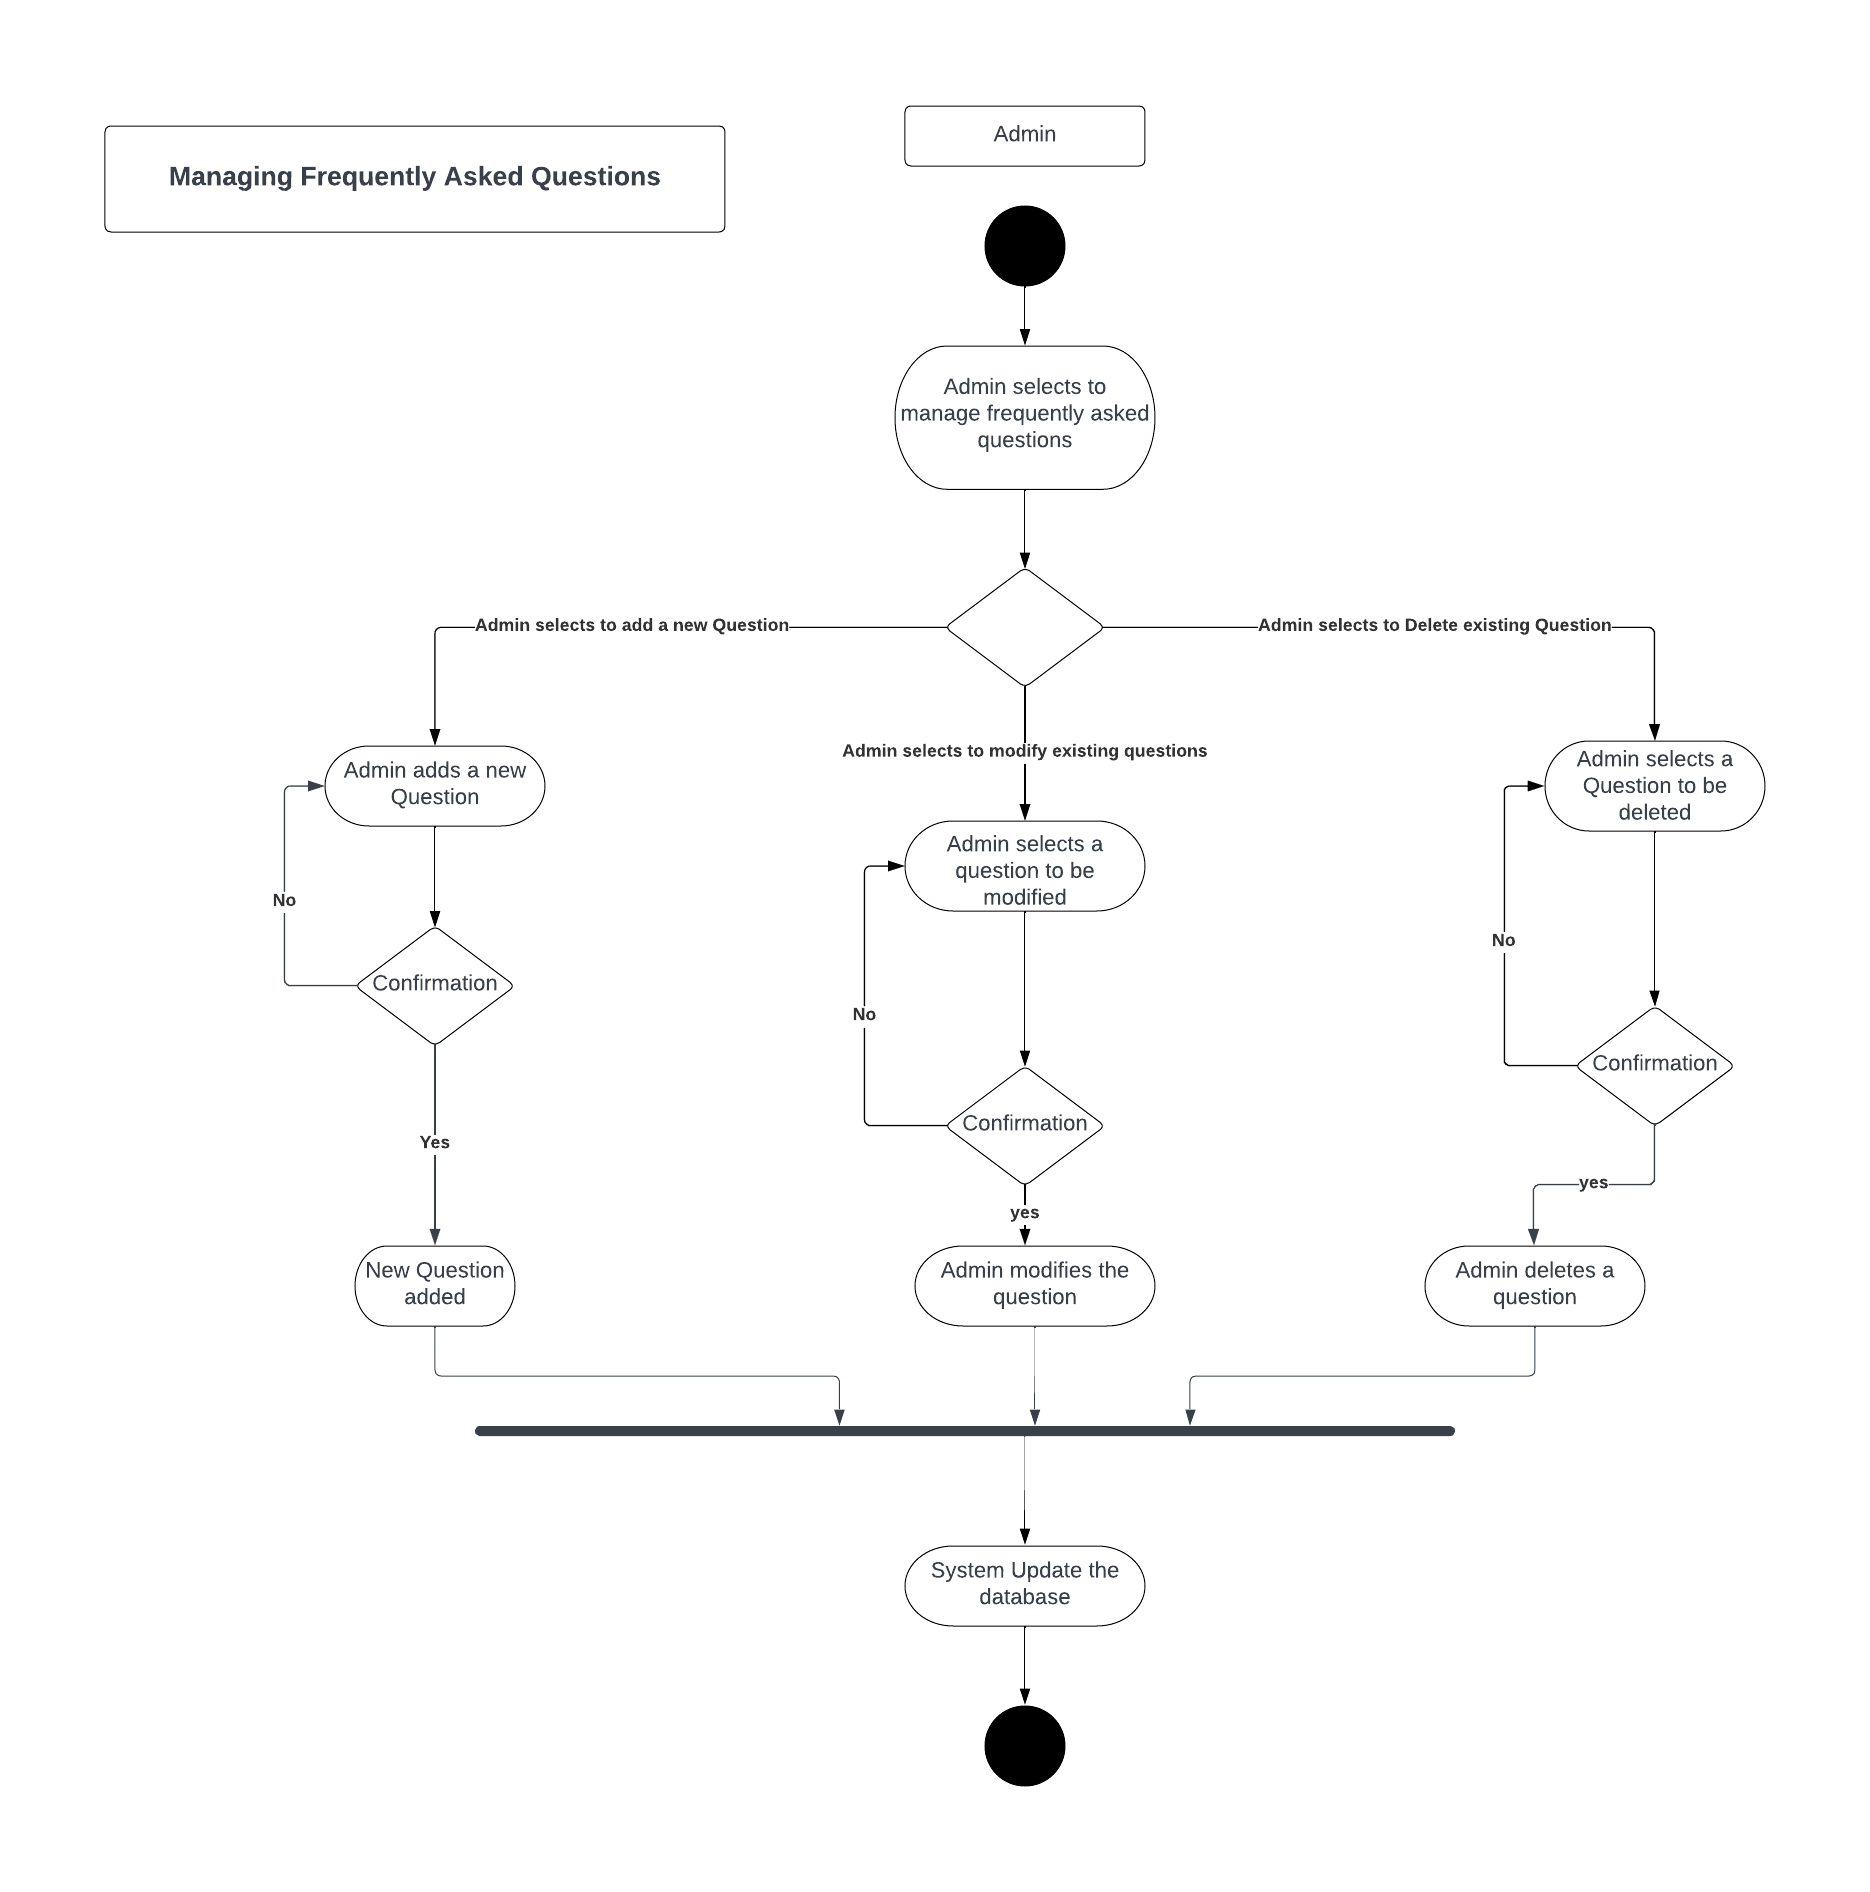 Admin
Managing Frequently Asked Questions
Admin selects to
manage frequently asked
questions
Admin selects to add a new Question
Admin selects to Delete existing Question
Admin selects to modify existing questions
Admin adds a new
Question
Admin selects a
Question to be
deleted
Admin selects a
question to be
modified
No
No
Confirmation
No
Confirmation
Confirmation
Yes
yes
yes
New Question
added
Admin modifies the
question
Admin deletes a
question
System Update the
database